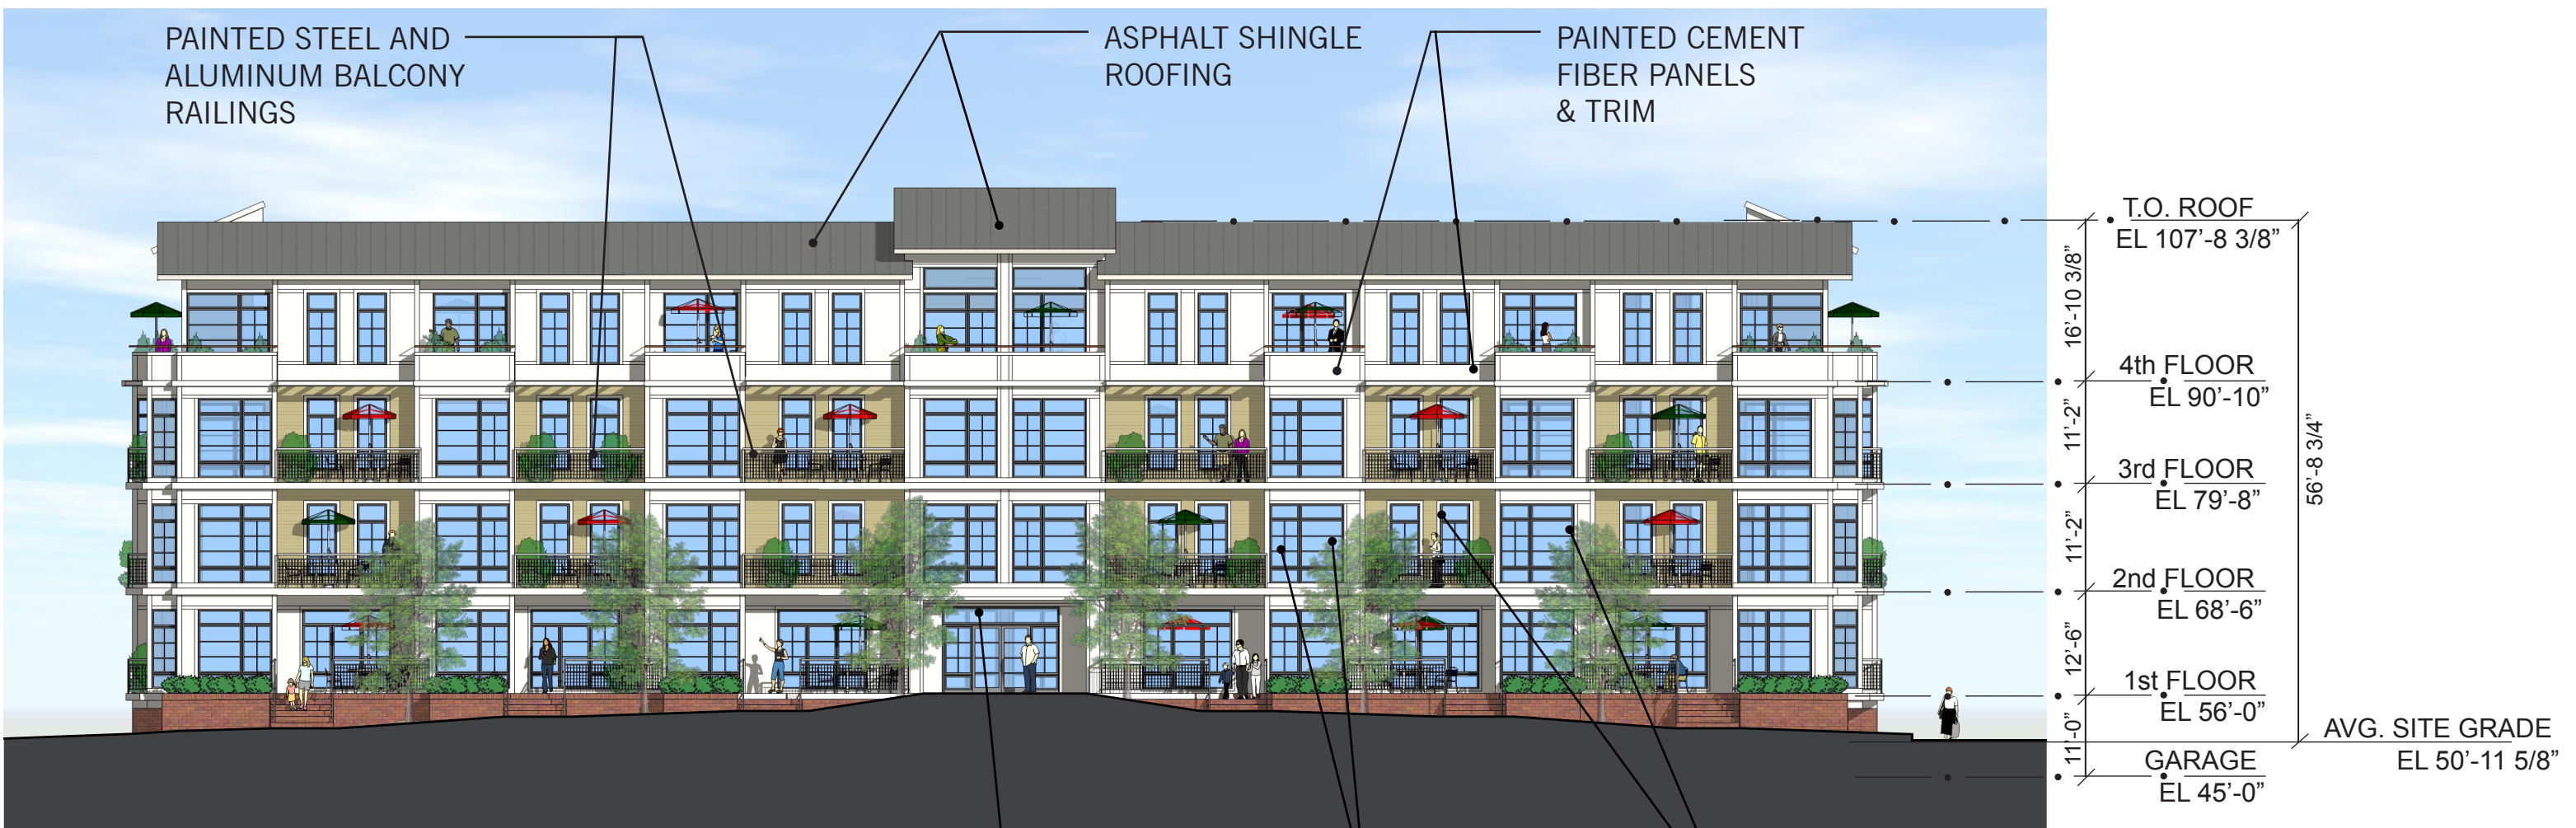 PAINTED STEEL AND
ALUMINUM BALCONY
RAILINGS
ASPHALT SHINGLE
ROOFING
PAINTED CEMENT
FIBER PANELS
& TRIM
T.O. ROOF
EL 107’-8 3/8”
16’-10 3/8”
4th FLOOR
EL 90’-10”
11’-2”
3rd FLOOR
EL 79’-8”
11’-2”
2nd FLOOR
EL 68’-6”
12’-6”
1st FLOOR
EL 56’-0”
11’-0”
GARAGE
EL 45’-0”
56’-8 3/4”
AVG. SITE GRADE
EL 50’-11 5/8”